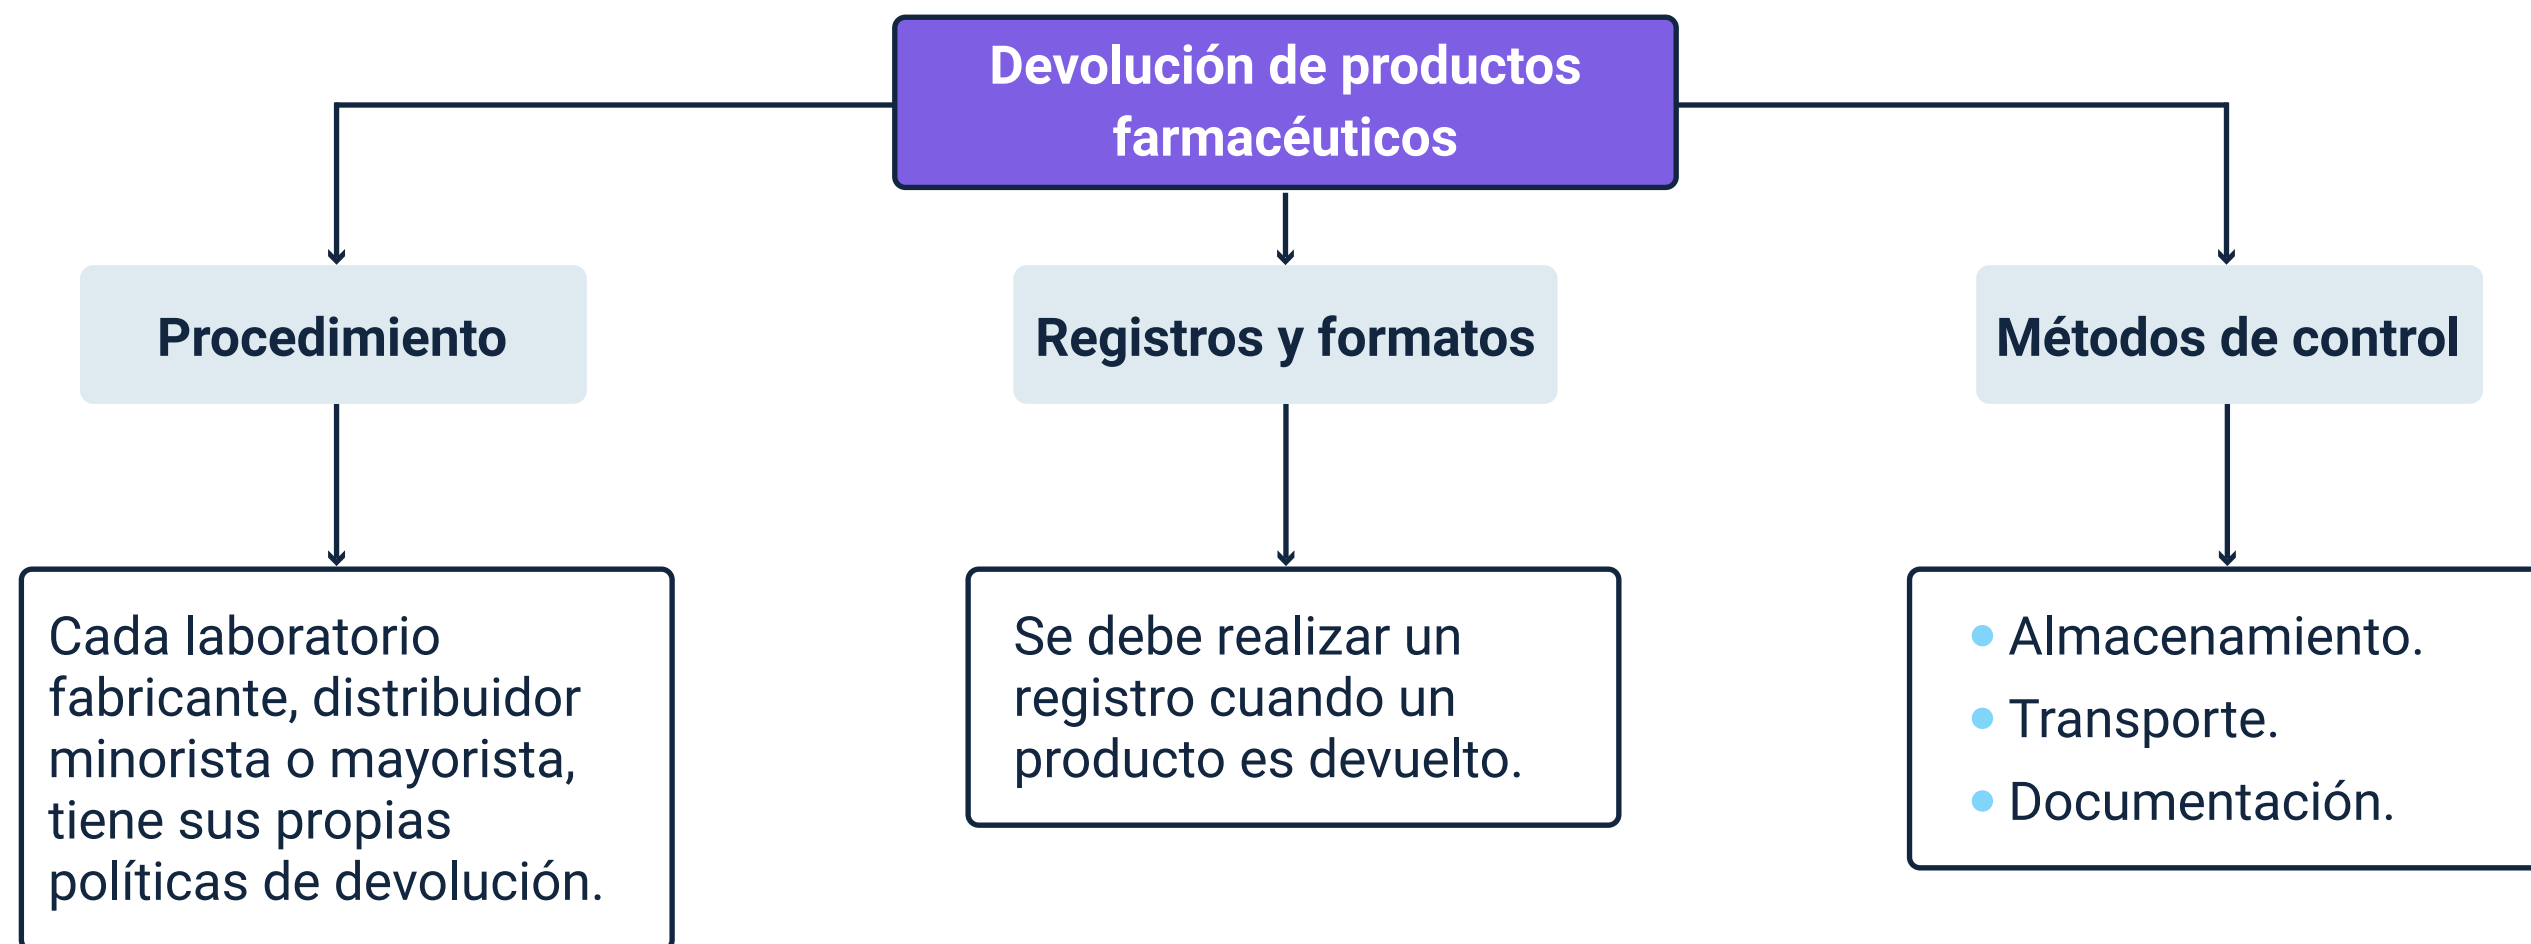 Devolución de productos
farmacéuticos
Procedimiento
Registros y formatos
Métodos de control
Cada laboratorio
fabricante, distribuidor
minorista o mayorista,
tiene sus propias
políticas de devolución.
Se debe realizar un
registro cuando un
producto es devuelto.
Almacenamiento.
Transporte.
Documentación.